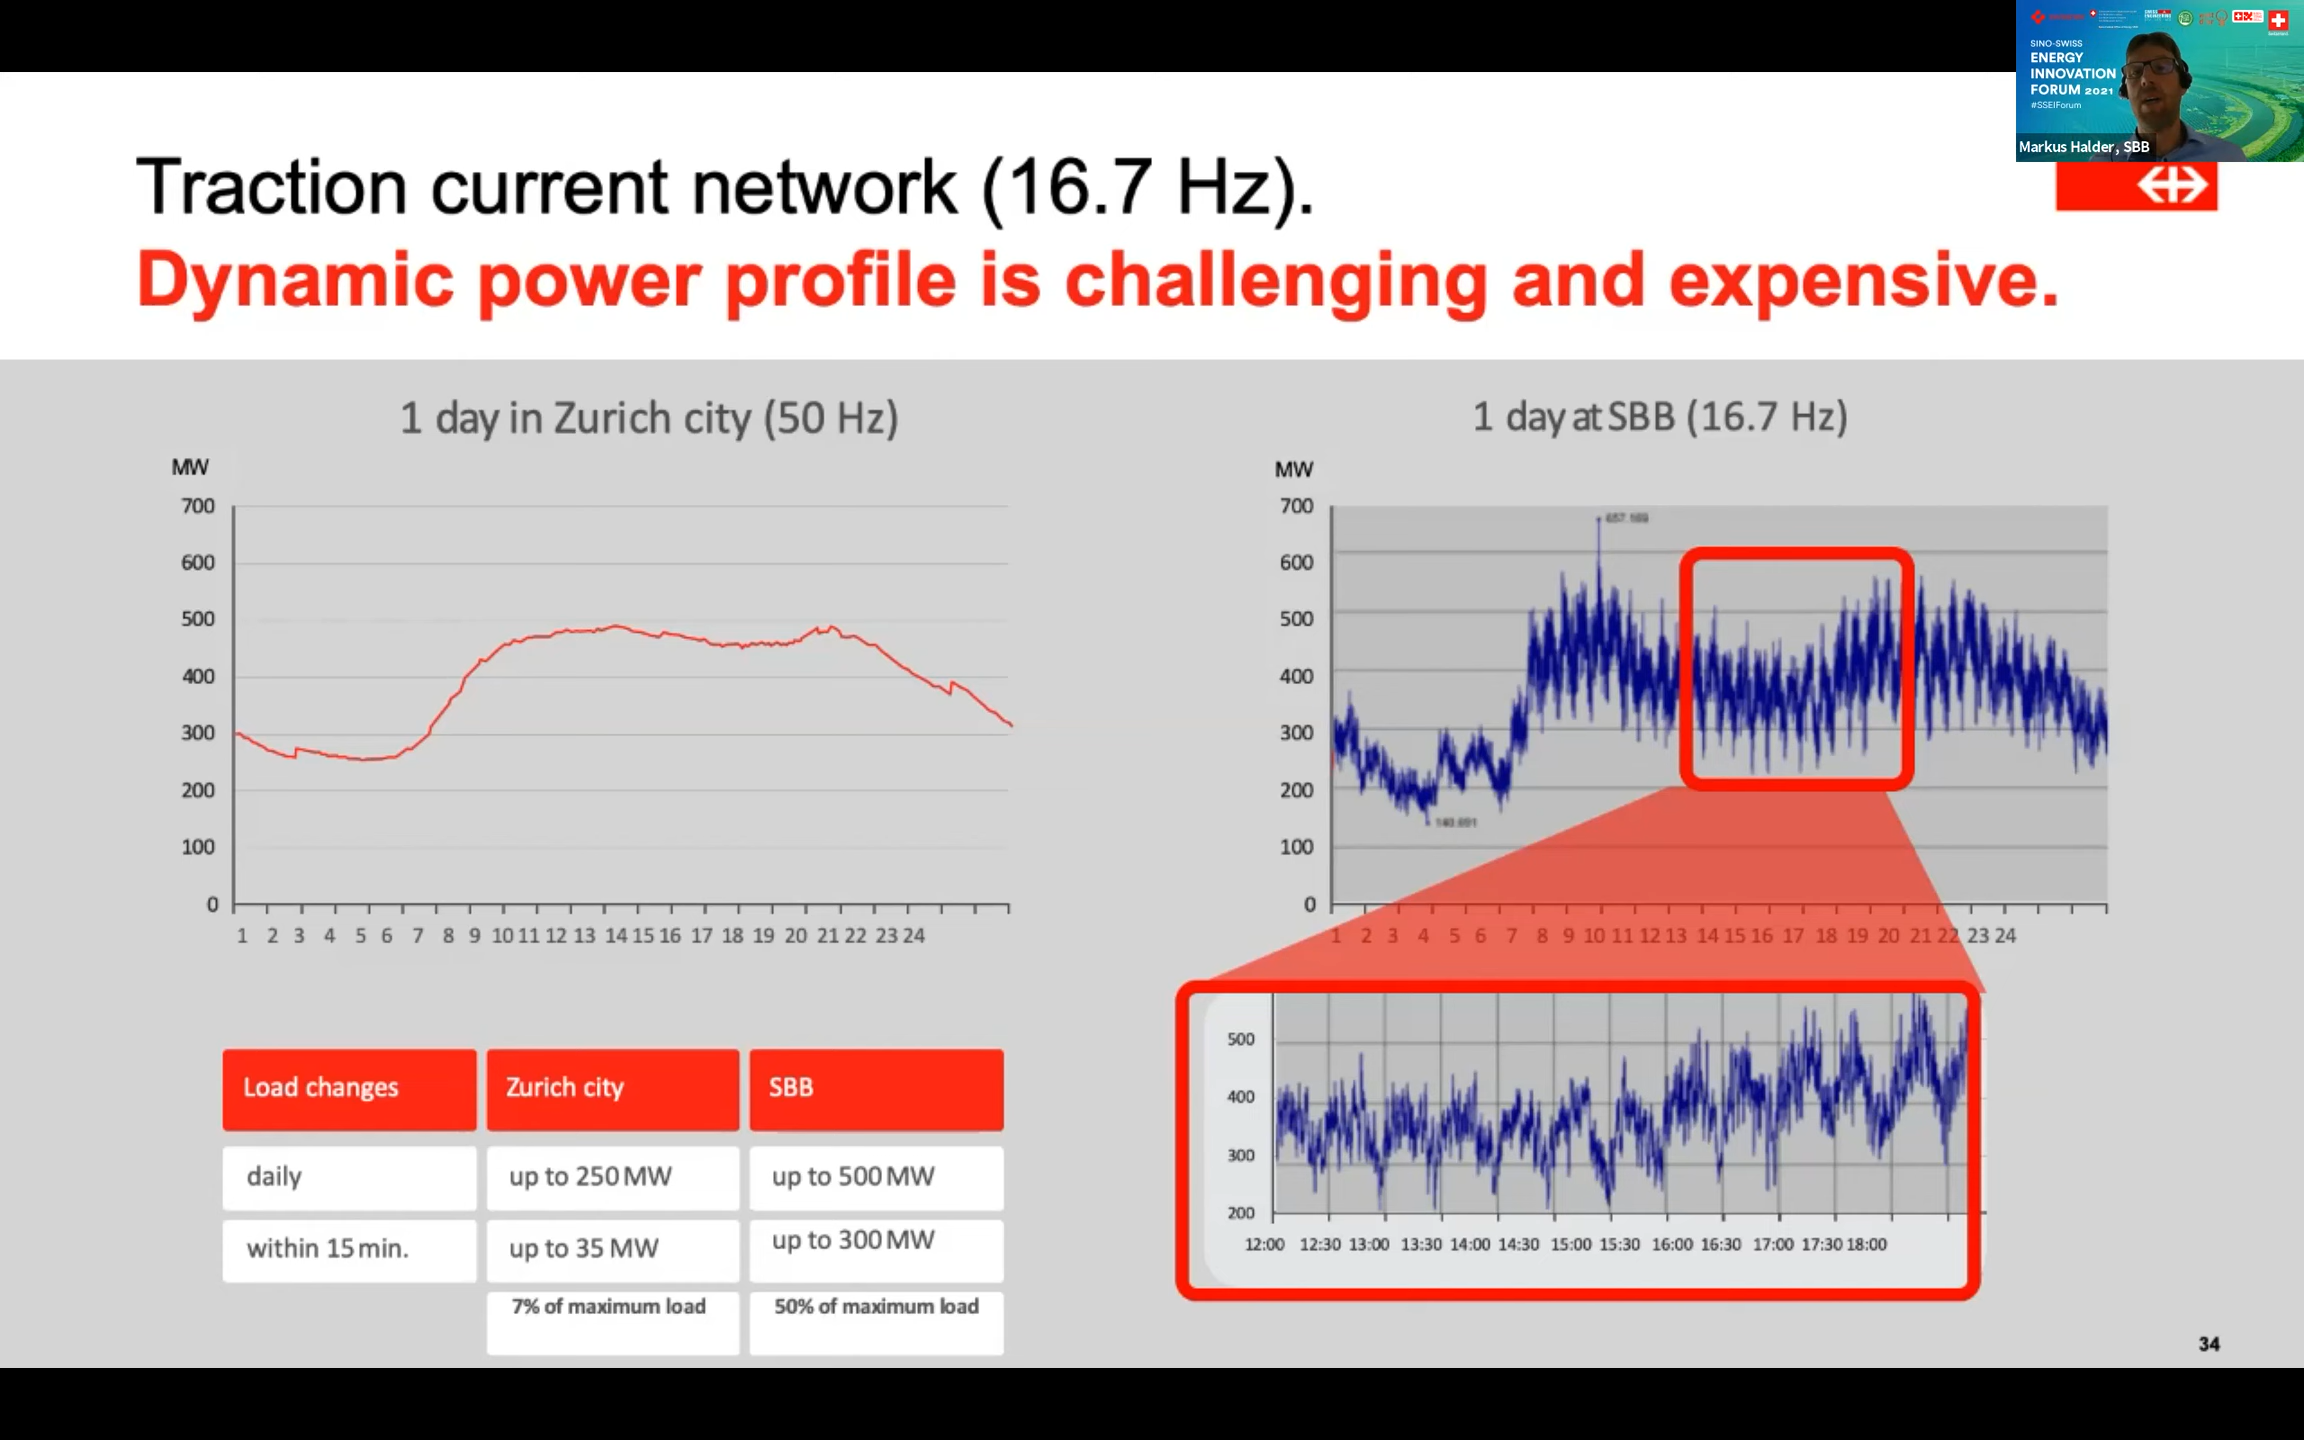 SINO-SWISS
ENERGY
INNOVATION
FORUM 2021
#SSEIForum
Markus Halder, SBB
Traction current network (16.7 Hz).
Dynamic power profile is challenging and expensive.
1 day in Zurich city (50 Hz)
MW
700
600
500
400
300
200
100
0
1 2 3 4 5 6 7 8 9 10 11 12 13 14 15 16 17 18 19 20 21 22 23 24
1 day at SBB (16.7 Hz)
MW
700
600
500
400
300
200
100
0
1 2 3 4 5 6 7 8 9 10 11 12 13 14 15 16 17 18 19 20 21 22 23 24
500
400
300
200
12:00 12:30 13:00 13:30 14:00 14:30 15:00 15:30 16:00 16:30 17:00 17:30 18:00
Load changes Zurich city SBB
daily up to 250 MW up to 500 MW
within 15 min. up to 35 MW up to 300 MW
7% of maximum load 50% of maximum load
34